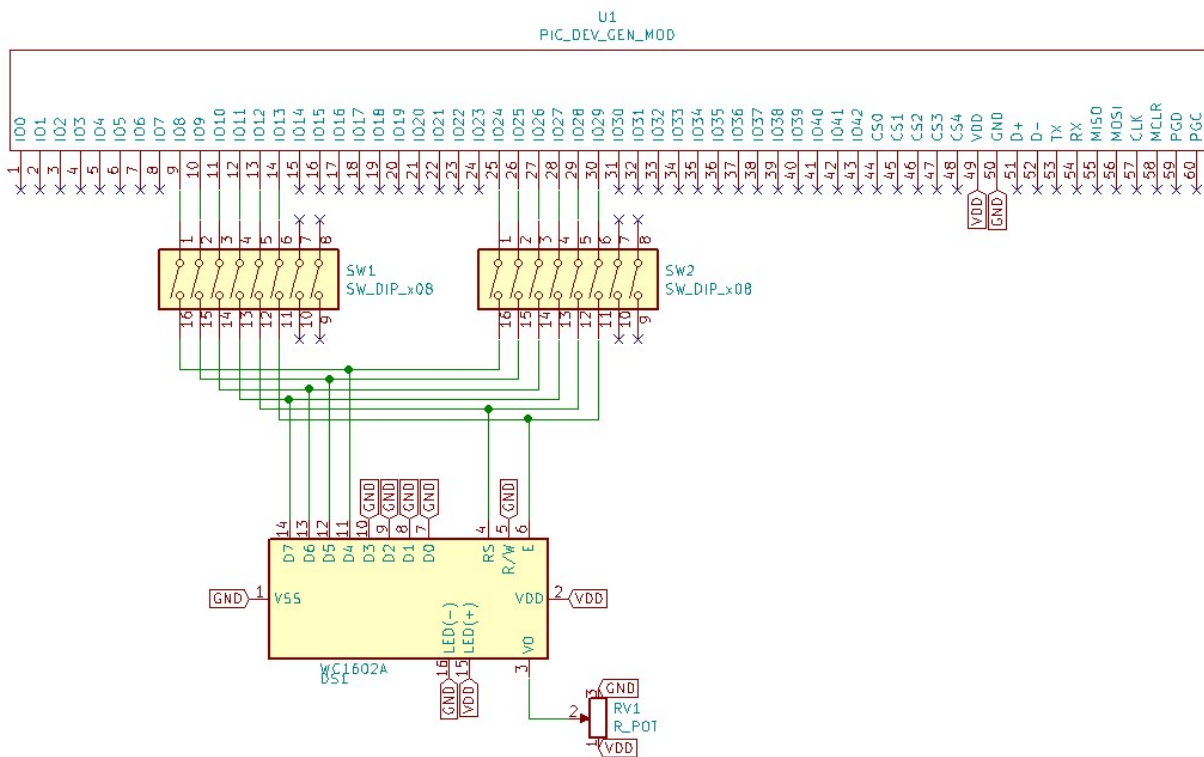 U1
PIC_DEV_GEN_MOD
IO0 IO1 IO2 IO3 IO4 IO5 IO6 IO7 IO8 IO9 IO10 IO11 IO12 IO13 IO14 IO15 IO16 IO17 IO18 IO19 IO20 IO21 IO22 IO23 IO24 IO25 IO26 IO27 IO28 IO29 IO30 IO31 IO32 IO33 IO34 IO35 IO36 IO37 IO38 IO39 IO40 IO41 IO42 CS0 CS1 CS2 CS3 CS4 VDD GND D+ D- TX RX MISO MOSI CLK MCLR PGD PGC
1 2 3 4 5 6 7 8 9 10 11 12 13 14 15 16 17 18 19 20 21 22 23 24 25 26 27 28 29 30 31 32 33 34 35 36 37 38 39 40 41 42 43 44 45 46 47 48 49 50 51 52 53 54 55 56 57 58 59 60
VDD GND
1 2 3 4 5 6 7 8
1 2 3 4 5 6 7 8
SW1
SW_DIP_x08
SW2
SW_DIP_x08
16 15 14 13 12 11 10 9
16 15 14 13 12 11 10 9
GND GND GND GND GND
14 13 12 11 10 9 8 7 4 5 6
D7 D6 D5 D4 D3 D2 D1 D0 RS R/W E
GND 1 VSS VDD 2 VDD
LED(-) LED(+) VO
WC1602A
DS1
16 15 3
GND VDD
3 GND
RV1
2
R_POT
1 VDD